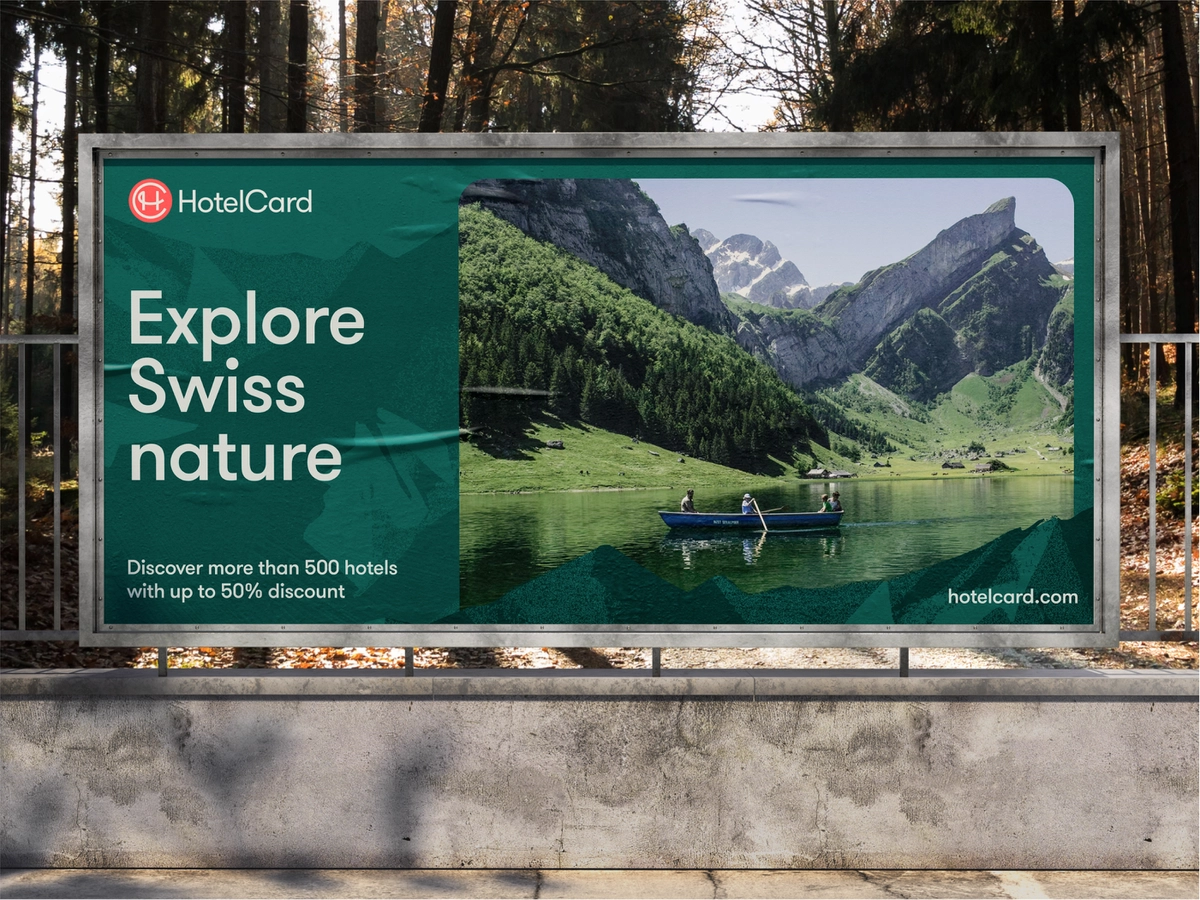 HotelCard
Explore
Swiss
nature
Discover more than 500 hotels
with up to 50% discount
hotelcard.com